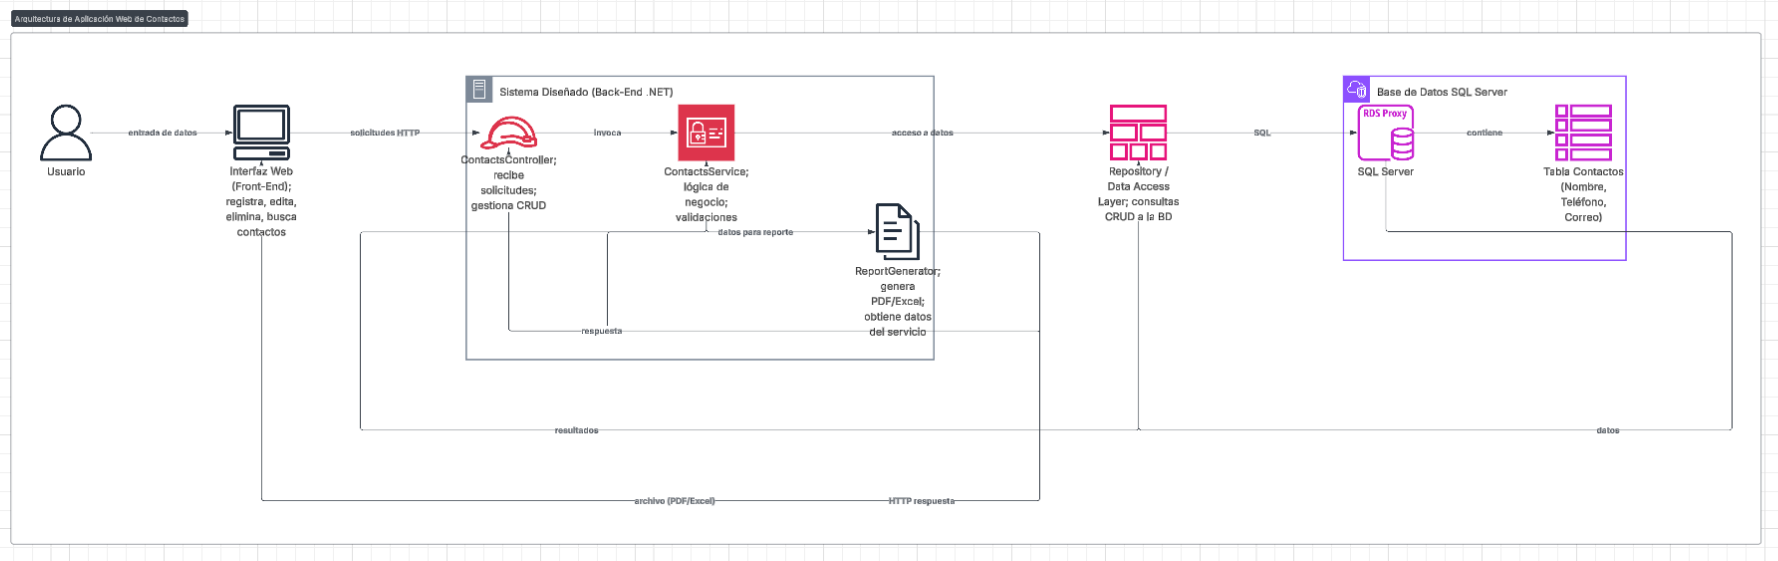 Arquitectura de Aplicación Web de Contactos
Sistema Diseñado (Back-End .NET)
Base de Datos SQL Server
RDS Proxy
entrada de datos
solicitudes HTTP
invoca
acceso a datos
SQL
contiene
Usuario
Interfaz Web
(Front-End);
registra, edita,
elimina, busca
contactos
ContactsController;
recibe
solicitudes;
gestiona CRUD
ContactsService;
lógica de
negocio;
validaciones
Repository /
Data Access
Layer; consultas
CRUD a la BD
SQL Server
Tabla Contactos
(Nombre,
Teléfono,
Correo)
datos para reporte
ReportGenerator;
genera
PDF/Excel;
obtiene datos
del servicio
respuesta
resultados
datos
archivo (PDF/Excel)
HTTP respuesta